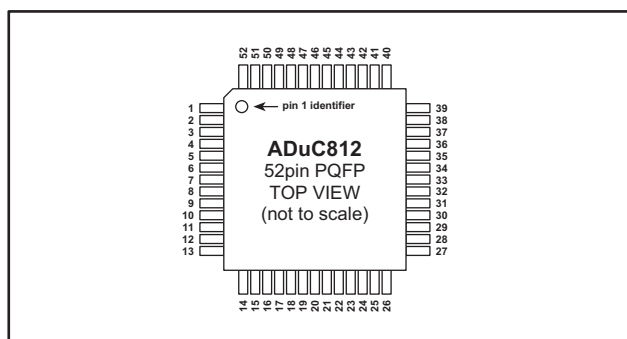 52 51 50 49 48 47 46 45 44 43 42 41 40
1 39
2 38
3 37
4 36
5 35
6 34
7 33
8 32
9 31
10 30
11 29
12 28
13 27
pin 1 identifier
ADuC812
52pin PQFP
TOP VIEW
(not to scale)
14 15 16 17 18 19 20 21 22 23 24 25 26